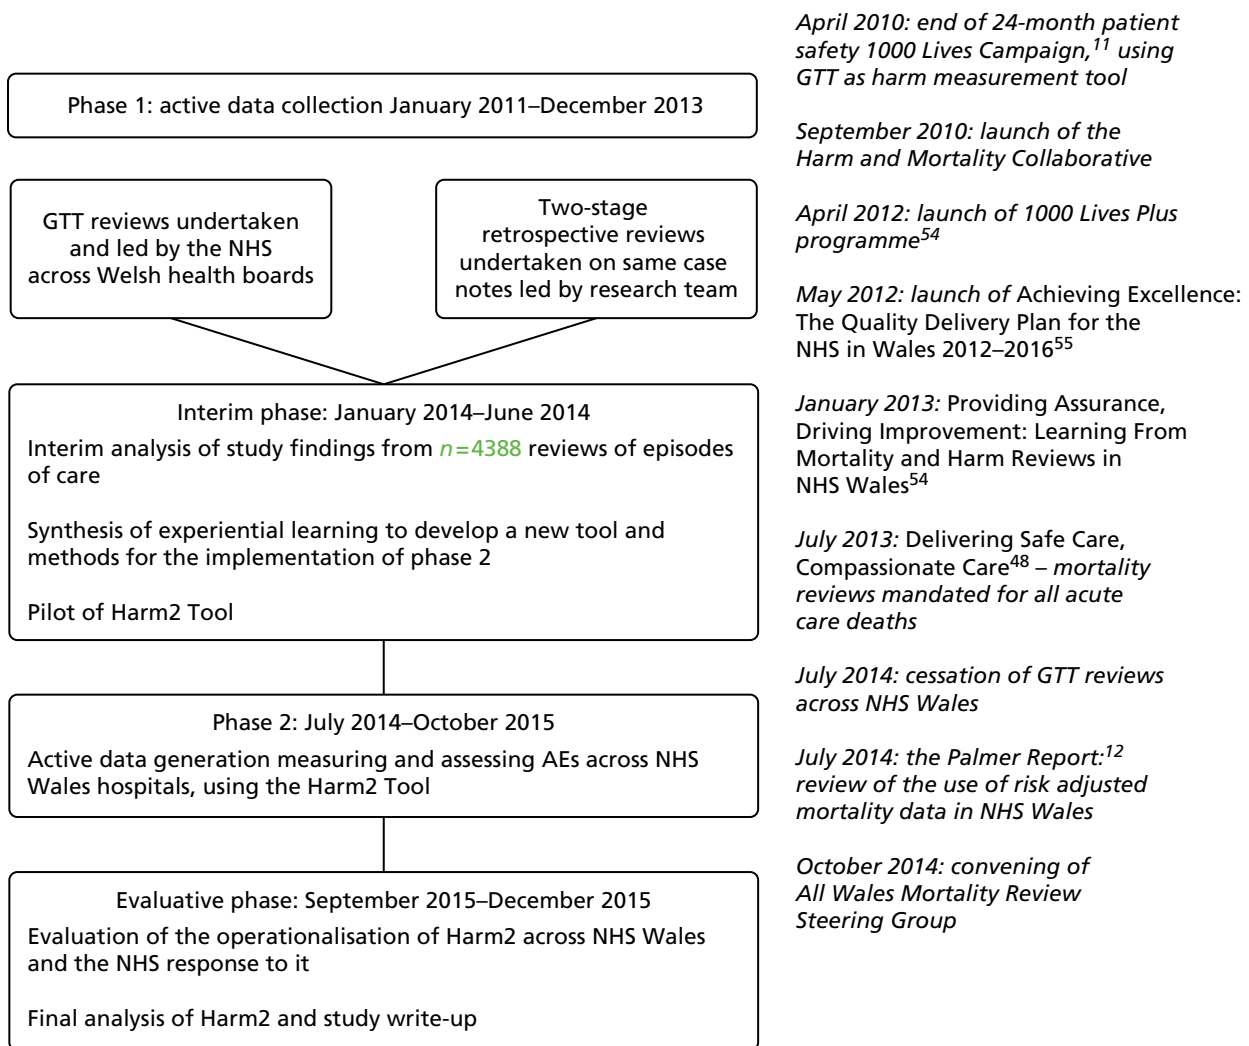 Phase 1: active data collection January 2011–December 2013
GTT reviews undertaken
and led by the NHS
across Welsh health boards
Two-stage
retrospective reviews
undertaken on same case
notes led by research team
Interim phase: January 2014–June 2014
Interim analysis of study findings from n=4388 reviews of episodes
of care
Synthesis of experiential learning to develop a new tool and
methods for the implementation of phase 2
Pilot of Harm2 Tool
Phase 2: July 2014–October 2015
Active data generation measuring and assessing AEs across NHS
Wales hospitals, using the Harm2 Tool
Evaluative phase: September 2015–December 2015
Evaluation of the operationalisation of Harm2 across NHS Wales
and the NHS response to it
Final analysis of Harm2 and study write-up
April 2010: end of 24-month patient
safety 1000 Lives Campaign,11 using
GTT as harm measurement tool
September 2010: launch of the
Harm and Mortality Collaborative
April 2012: launch of 1000 Lives Plus
programme54
May 2012: launch of Achieving Excellence:
The Quality Delivery Plan for the
NHS in Wales 2012–201655
January 2013: Providing Assurance,
Driving Improvement: Learning From
Mortality and Harm Reviews in
NHS Wales54
July 2013: Delivering Safe Care,
Compassionate Care48 – mortality
reviews mandated for all acute
care deaths
July 2014: cessation of GTT reviews
across NHS Wales
July 2014: the Palmer Report:12
review of the use of risk adjusted
mortality data in NHS Wales
October 2014: convening of
All Wales Mortality Review
Steering Group